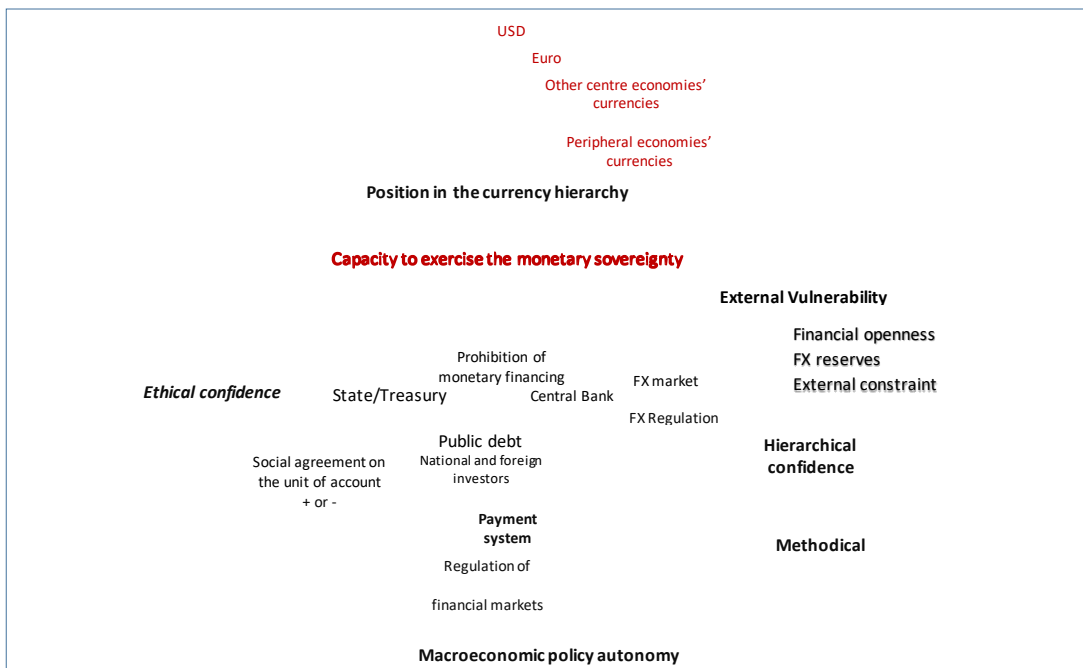 USD
Euro
Other centre economies’
currencies
Peripheral economies’
currencies
Position in the currency hierarchy
Capacity to exercise the monetary sovereignty
External Vulnerability
Financial openness
FX reserves
External constraint
Prohibition of
monetary financing
Ethical confidence
State/Treasury
Central Bank
FX market
FX Regulation
Public debt
National and foreign
investors
Hierarchical
confidence
Social agreement on
the unit of account
+ or -
Payment
system
Methodical
Regulation of
financial markets
Macroeconomic policy autonomy